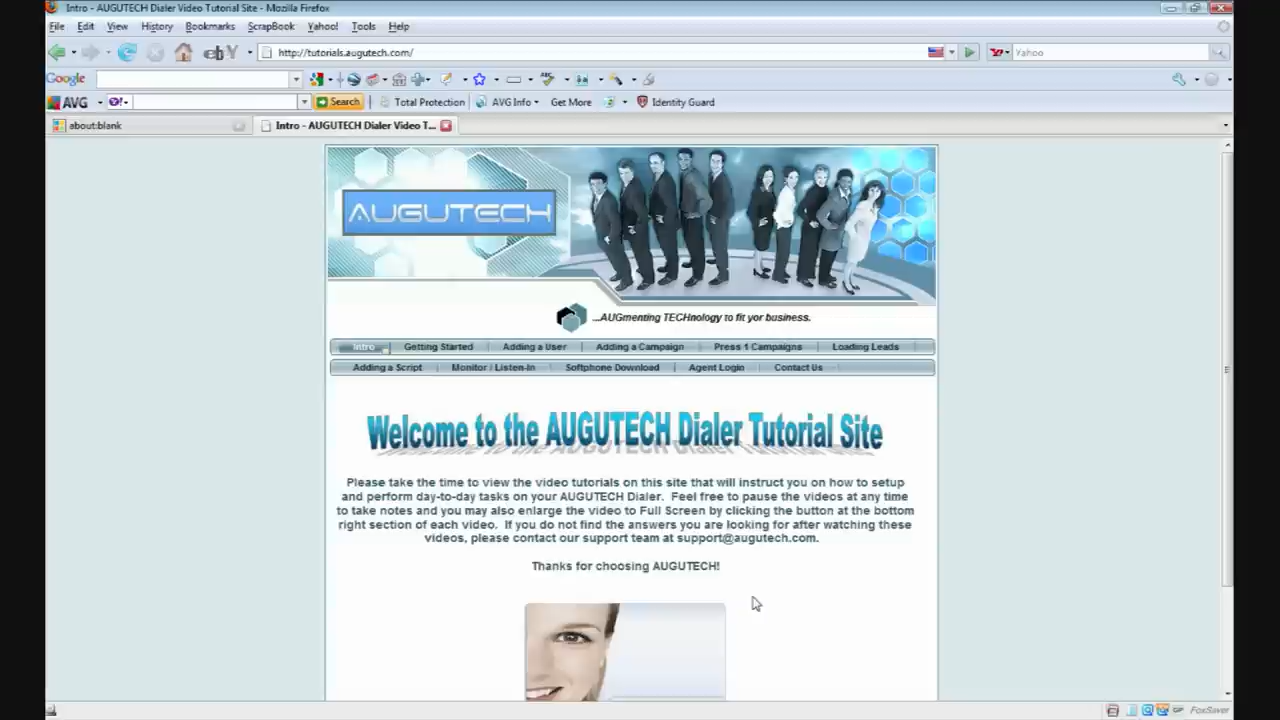 Intro - AUGUTECH Dialer Video Tutorial Site - Mozilla Firefox
File Edit View History Bookmarks ScrapBook Yahoo! Tools Help
ebY http://tutorials.augutech.com/ Yahoo
Google
AVG Search Total Protection AVG Info Get More Identity Guard
about:blank Intro - AUGUTECH Dialer Video T...
AUGUTECH
...AUGmenting TECHnology to fit yor business.
Intro Getting Started Adding a User Adding a Campaign Press 1 Campaigns Loading Leads
Adding a Script Monitor / Listen-In Softphone Download Agent Login Contact Us
Welcome to the AUGUTECH Dialer Tutorial Site
Please take the time to view the video tutorials on this site that will instruct you on how to setup
and perform day-to-day tasks on your AUGUTECH Dialer. Feel free to pause the videos at any time
to take notes and you may also enlarge the video to Full Screen by clicking the button at the bottom
right section of each video. If you do not find the answers you are looking for after watching these
videos, please contact our support team at support@augutech.com.
Thanks for choosing AUGUTECH!
FoxSaver